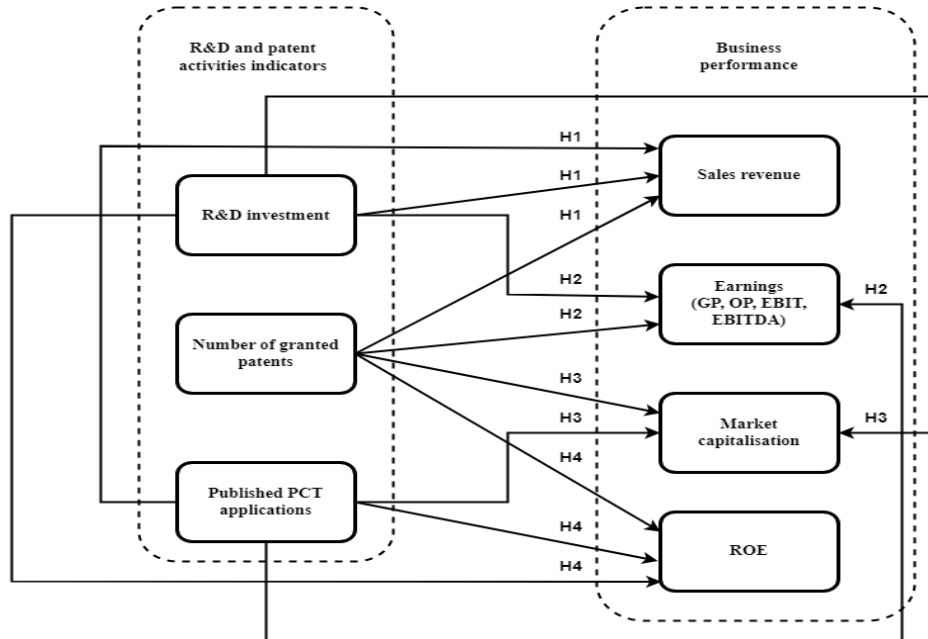 R&D and patent
activities indicators
Business
performance
H1
Sales revenue
H1
R&D investment
H1
H2
Earnings
(GP, OP, EBIT,
EBITDA)
H2
H2
Number of granted
patents
H3
H3
Market
capitalisation
H3
H4
Published PCT
applications
H4
ROE
H4